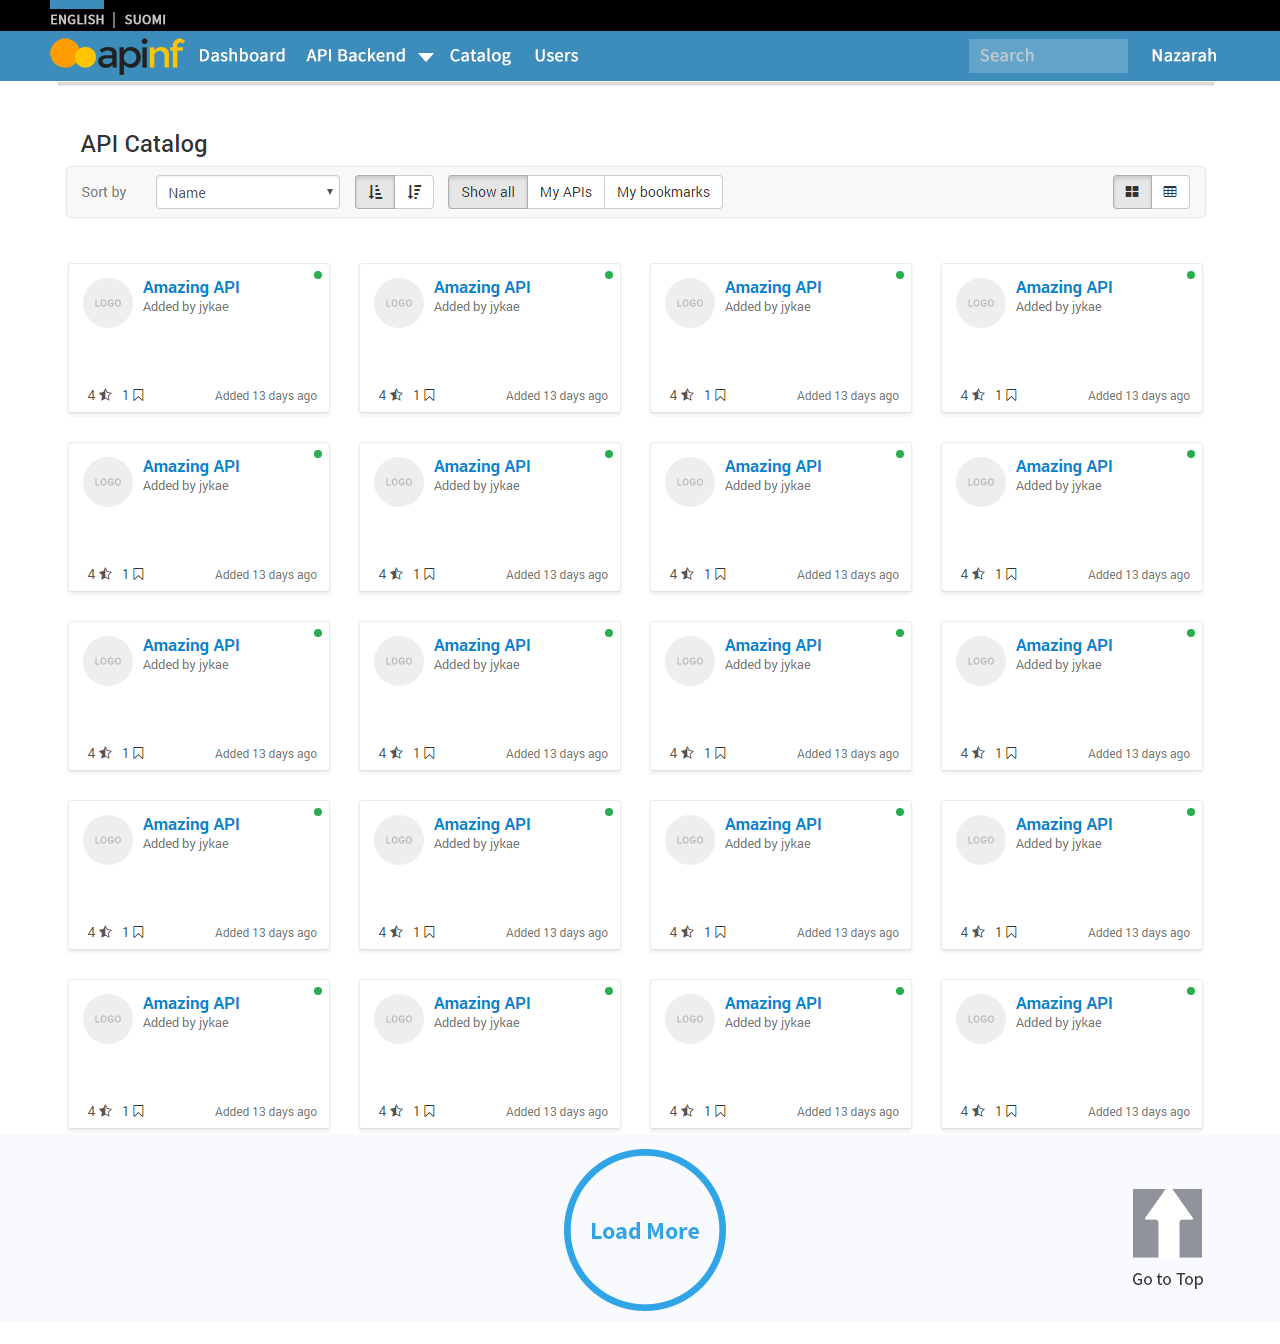 ENGLISH | SUOMI
apinf Dashboard API Backend Catalog Users Search Nazarah
API Catalog
Sort by Name Show all My APIs My bookmarks
LOGO Amazing API LOGO Amazing API LOGO Amazing API LOGO Amazing API
Added by jykae Added by jykae Added by jykae Added by jykae
4 1 Added 13 days ago 4 1 Added 13 days ago 4 1 Added 13 days ago 4 1 Added 13 days ago
LOGO Amazing API LOGO Amazing API LOGO Amazing API LOGO Amazing API
Added by jykae Added by jykae Added by jykae Added by jykae
4 1 Added 13 days ago 4 1 Added 13 days ago 4 1 Added 13 days ago 4 1 Added 13 days ago
LOGO Amazing API LOGO Amazing API LOGO Amazing API LOGO Amazing API
Added by jykae Added by jykae Added by jykae Added by jykae
4 1 Added 13 days ago 4 1 Added 13 days ago 4 1 Added 13 days ago 4 1 Added 13 days ago
LOGO Amazing API LOGO Amazing API LOGO Amazing API LOGO Amazing API
Added by jykae Added by jykae Added by jykae Added by jykae
4 1 Added 13 days ago 4 1 Added 13 days ago 4 1 Added 13 days ago 4 1 Added 13 days ago
LOGO Amazing API LOGO Amazing API LOGO Amazing API LOGO Amazing API
Added by jykae Added by jykae Added by jykae Added by jykae
4 1 Added 13 days ago 4 1 Added 13 days ago 4 1 Added 13 days ago 4 1 Added 13 days ago
Load More
Go to Top